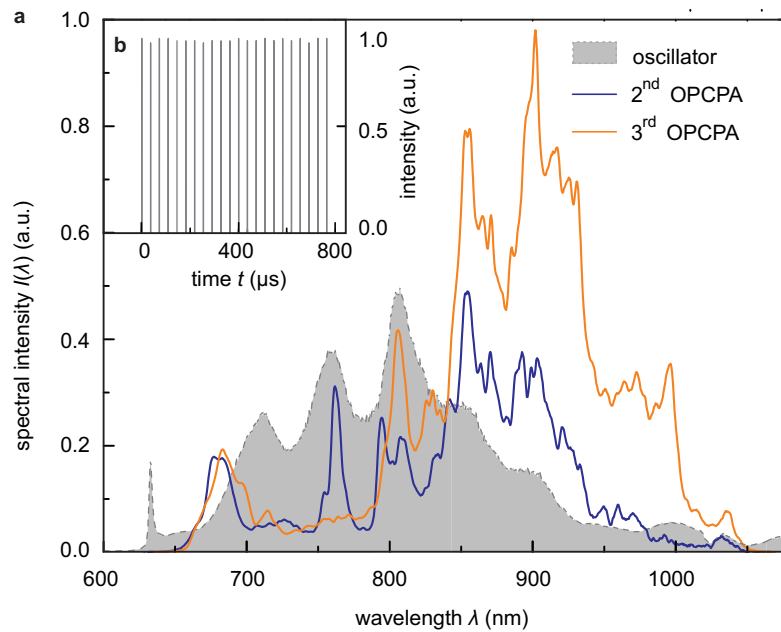 a
b
1.0
0.8
0.6
0.4
0.2
0.0
spectral intensity I(λ) (a.u.)
600
700
800
900
1000
wavelength λ (nm)
1.0
0.5
0.0
intensity (a.u.)
0
400
800
time t (μs)
oscillator
2nd OPCPA
3rd OPCPA